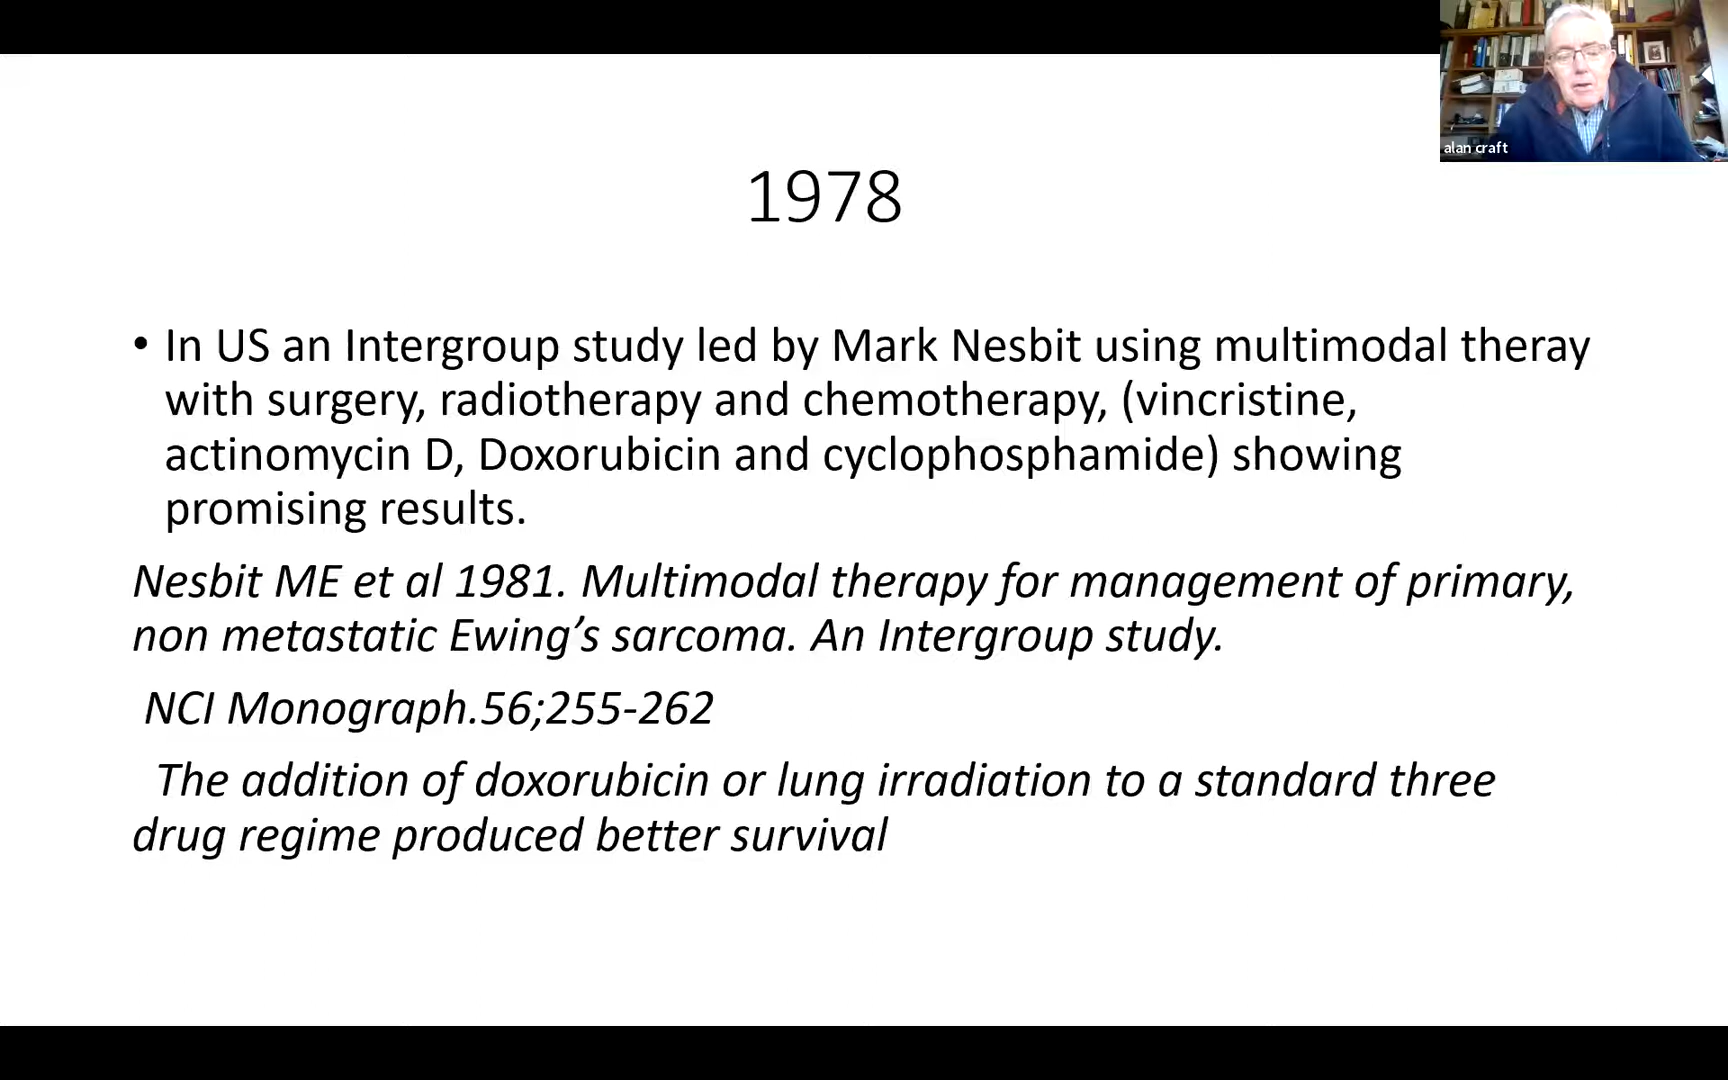 alan craft
1978
• In US an Intergroup study led by Mark Nesbit using multimodal theray
with surgery, radiotherapy and chemotherapy, (vincristine,
actinomycin D, Doxorubicin and cyclophosphamide) showing
promising results.
Nesbit ME et al 1981. Multimodal therapy for management of primary,
non metastatic Ewing’s sarcoma. An Intergroup study.
NCI Monograph.56;255-262
The addition of doxorubicin or lung irradiation to a standard three
drug regime produced better survival